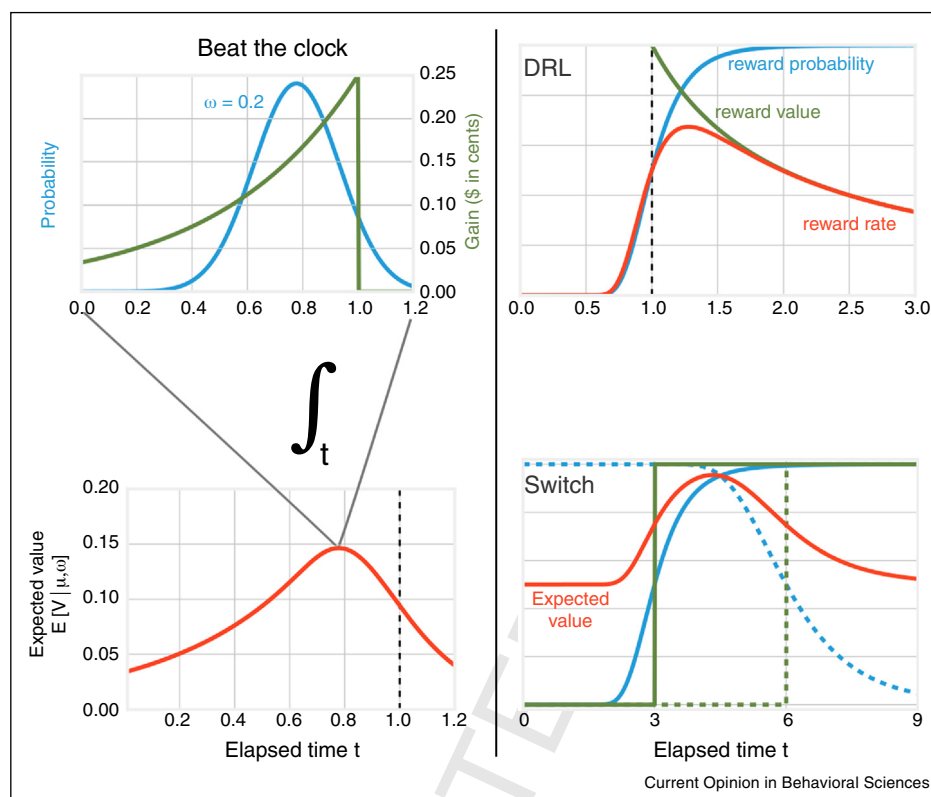 Beat the clock
ω = 0.2
Probability
Gain ($ in cents)
0.25
0.20
0.15
0.10
0.05
0.00
0.0 0.2 0.4 0.6 0.8 1.0 1.2
∫t
Expected value
E [V | μ,ω]
0.20
0.15
0.10
0.05
0.00
0.2 0.4 0.6 0.8 1.0 1.2
Elapsed time t
DRL
reward probability
reward value
reward rate
0.0 0.5 1.0 1.5 2.0 2.5 3.0
Switch
Expected
value
0 3 6 9
Elapsed time t
Current Opinion in Behavioral Sciences